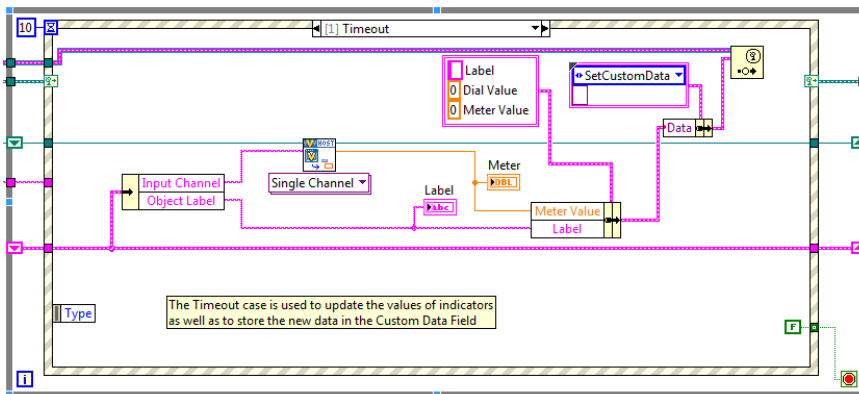 10
[1] Timeout
Label
0 Dial Value
0 Meter Value
SetCustomData
Data
HOST
Single Channel
Meter
DBL
Input Channel
Object Label
Label
abc
Meter Value
Label
The Timeout case is used to update the values of indicators
as well as to store the new data in the Custom Data Field
Type
F
i